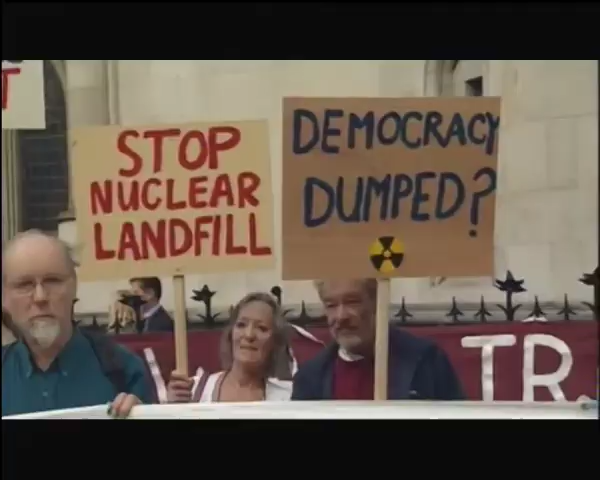 STOP
NUCLEAR
LANDFILL
DEMOCRACY
DUMPED?
TR.